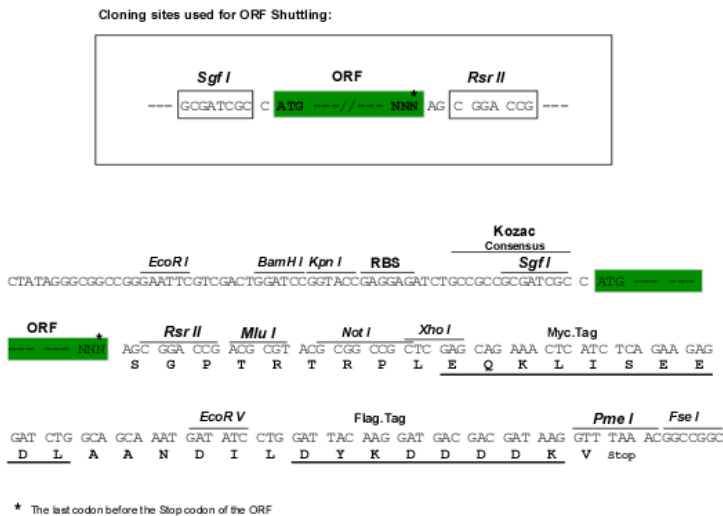 Cloning sites used for ORF Shuttling:
Sgf I ORF Rsr II
*
--- GCGATCGC C ATG ---//--- NNN AG C GGA CCG ---
Kozac
Consensus
EcoR I BamH I Kpn I RBS Sgf I
CTATAGGGCGGCCGGGAATTCGTCGACTGGATCCGGTACCGAGGAGATCTGCCGCCGCGATCGC C ATG --- ---
ORF * Rsr II Mlu I Not I Xho I Myc.Tag
--- --- NNN AGC GGA CCG ACG CGT ACG CGG CCG CTC GAG CAG AAA CTC ATC TCA GAA GAG
S G P T R T R P L E Q K L I S E E
EcoR V Flag.Tag Pme I Fse I
GAT CTG GCA GCA AAT GAT ATC CTG GAT TAC AAG GAT GAC GAC GAT AAG GTT TAA ACGGCCGGC
D L A A N D I L D Y K D D D D K V Stop
* The last codon before the Stop codon of the ORF